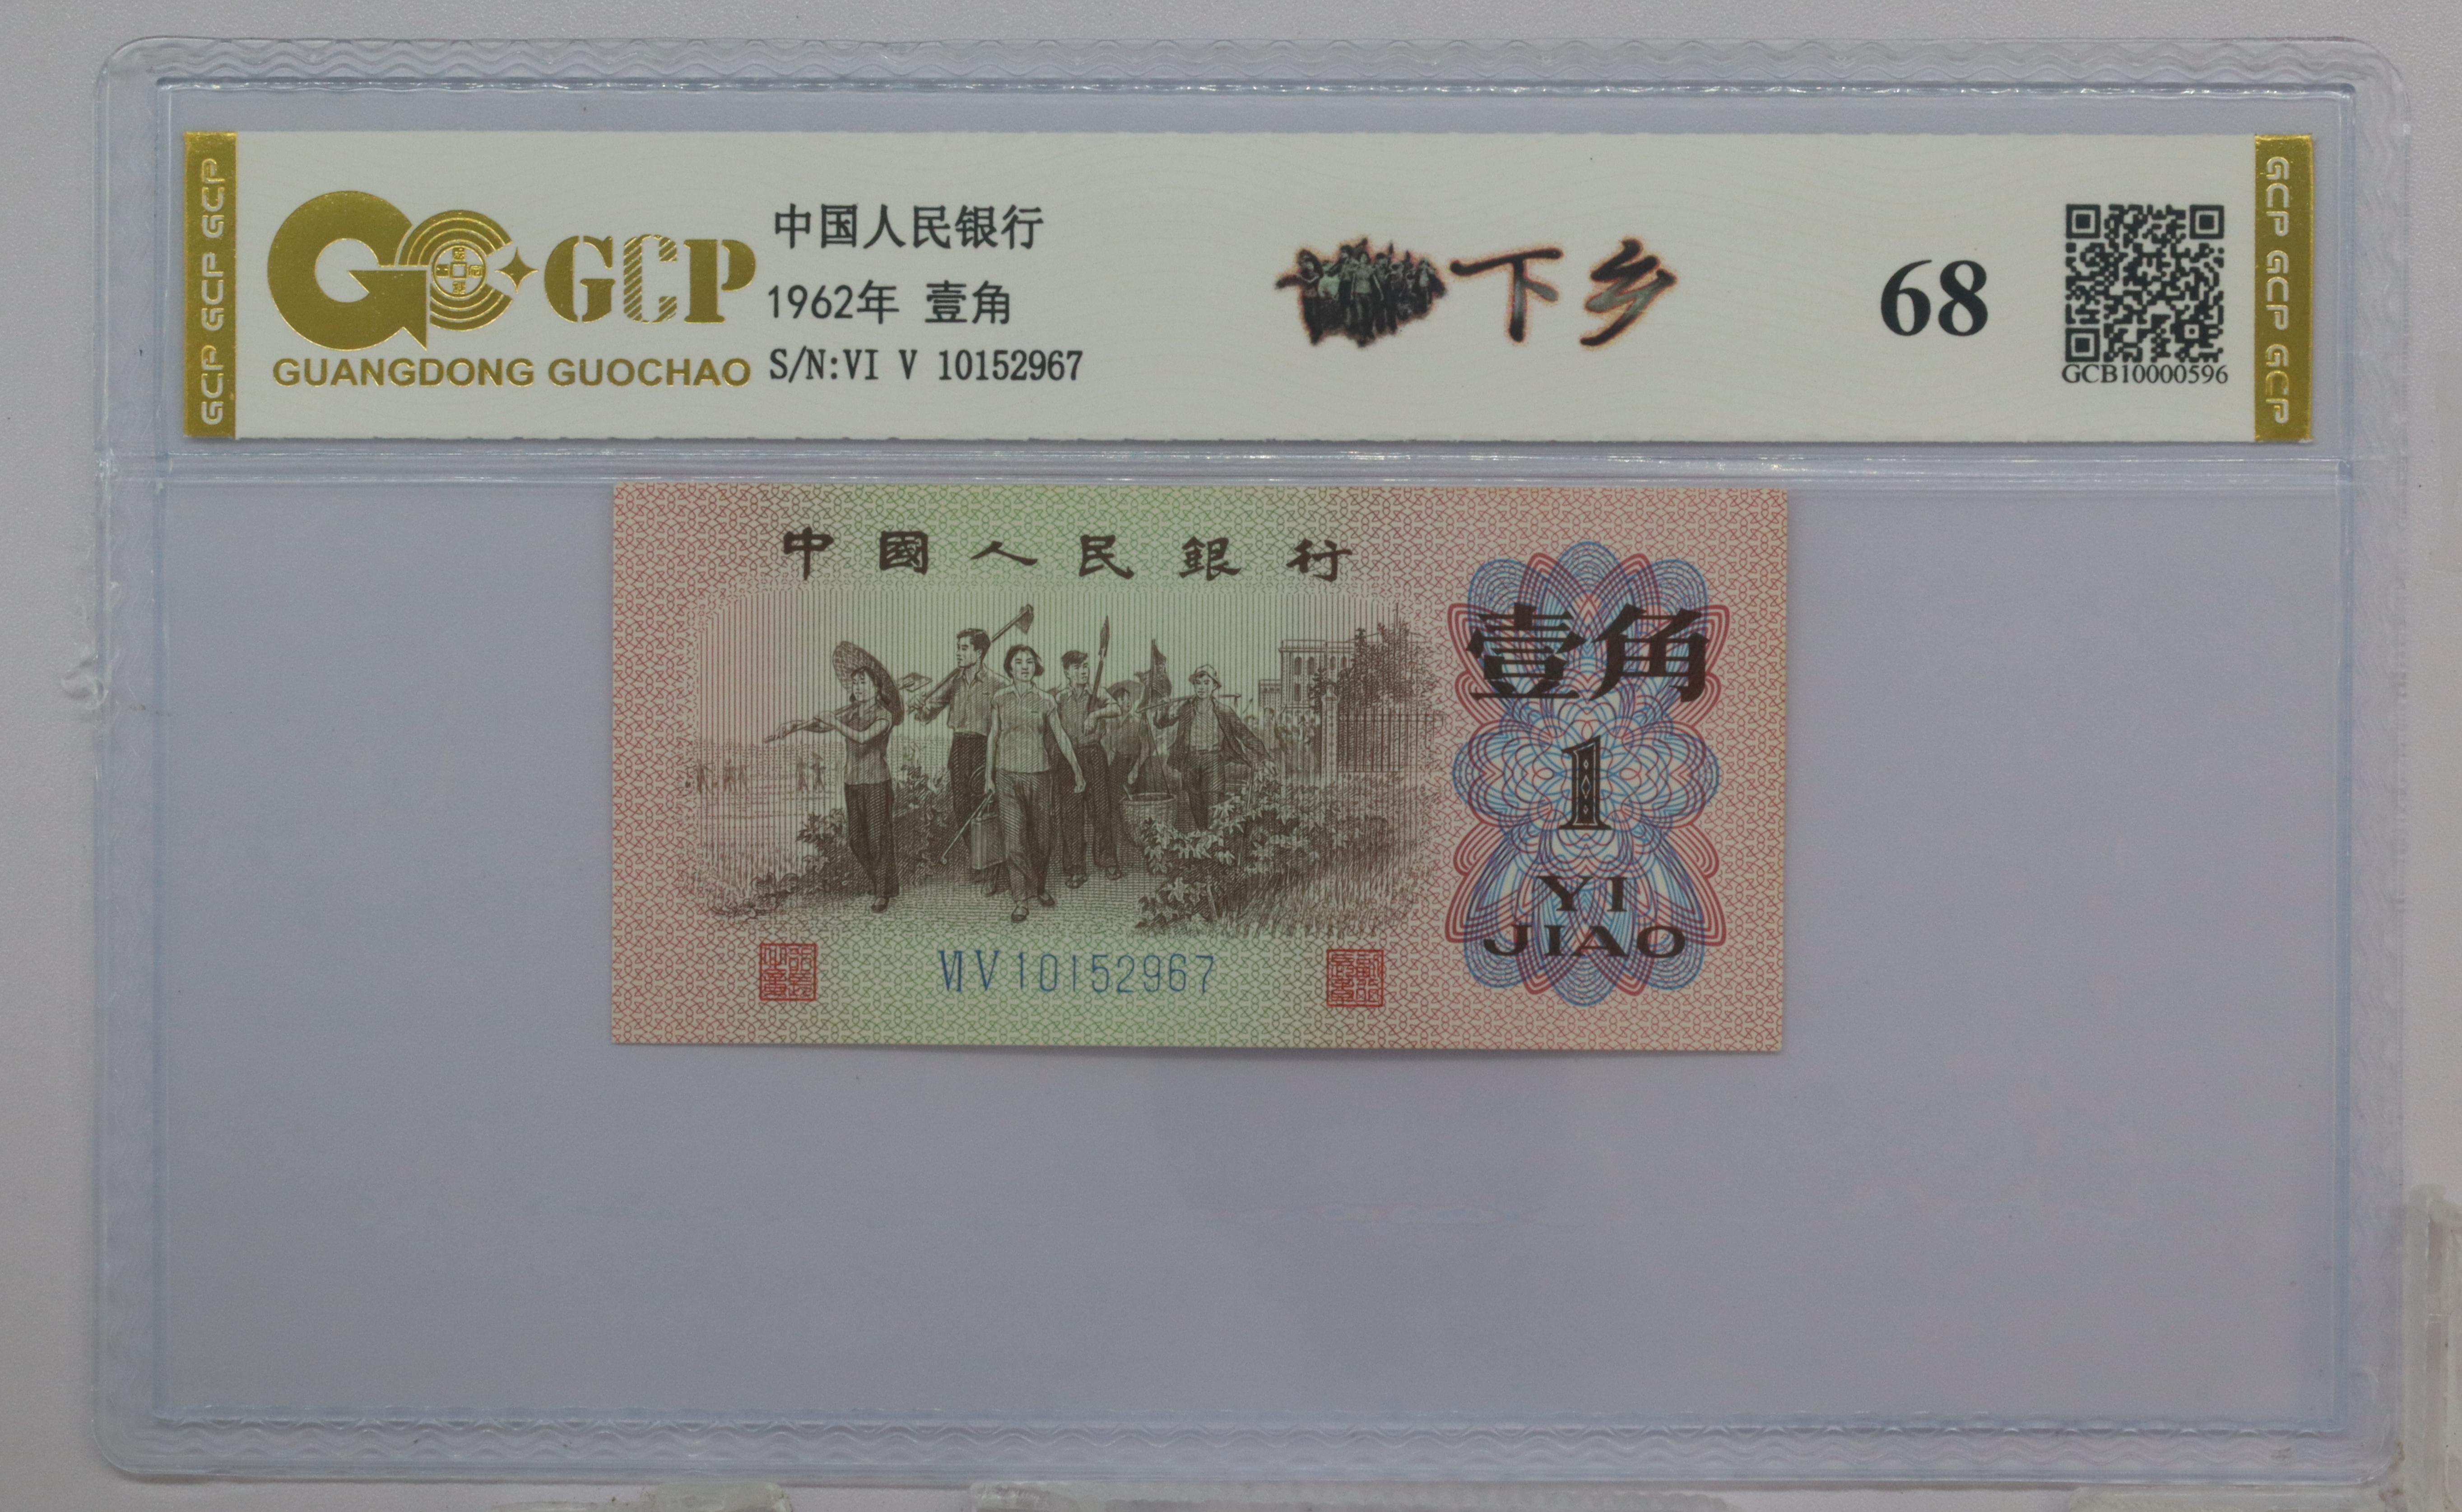 GCP GCP GCP
GCP
GUANGDONG GUOCHAO
中国人民银行
1962年 壹角
S/N:VI V 10152967
下乡
68
GCB10000596
GCP GCP GCP
中國人民銀行
壹角
1
YI
JIAO
VI V 10152967